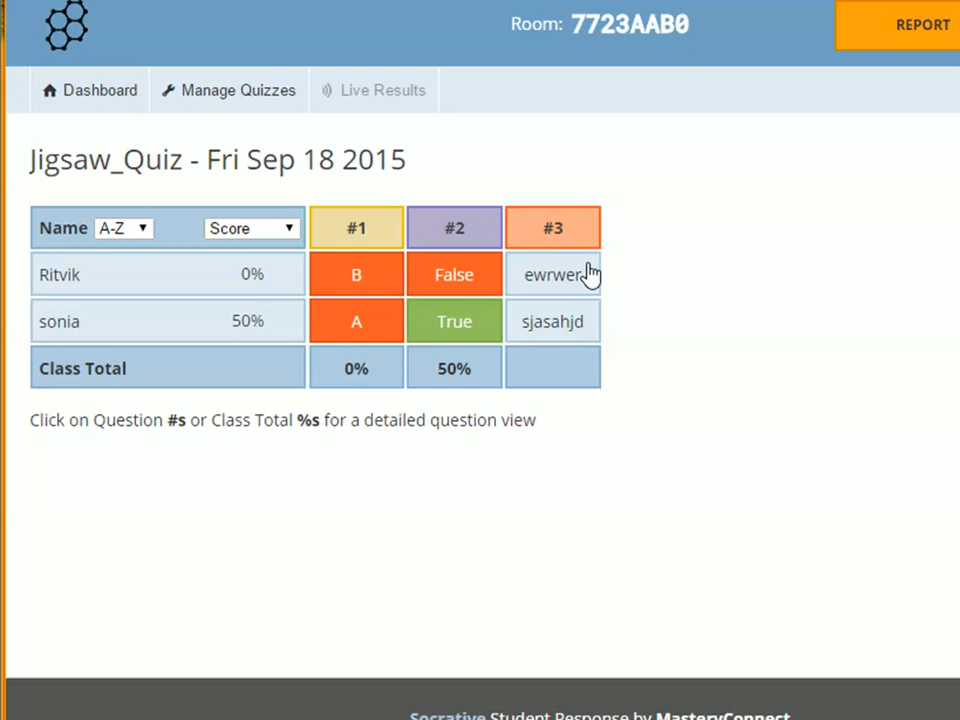 Room: 7723AAB0 REPORT
Dashboard Manage Quizzes Live Results
Jigsaw_Quiz - Fri Sep 18 2015
Name A-Z Score #1 #2 #3
Ritvik 0% B False ewrwer
sonia 50% A True sjasahjd
Class Total 0% 50%
Click on Question #s or Class Total %s for a detailed question view
Socrative Student Response by MasteryConnect